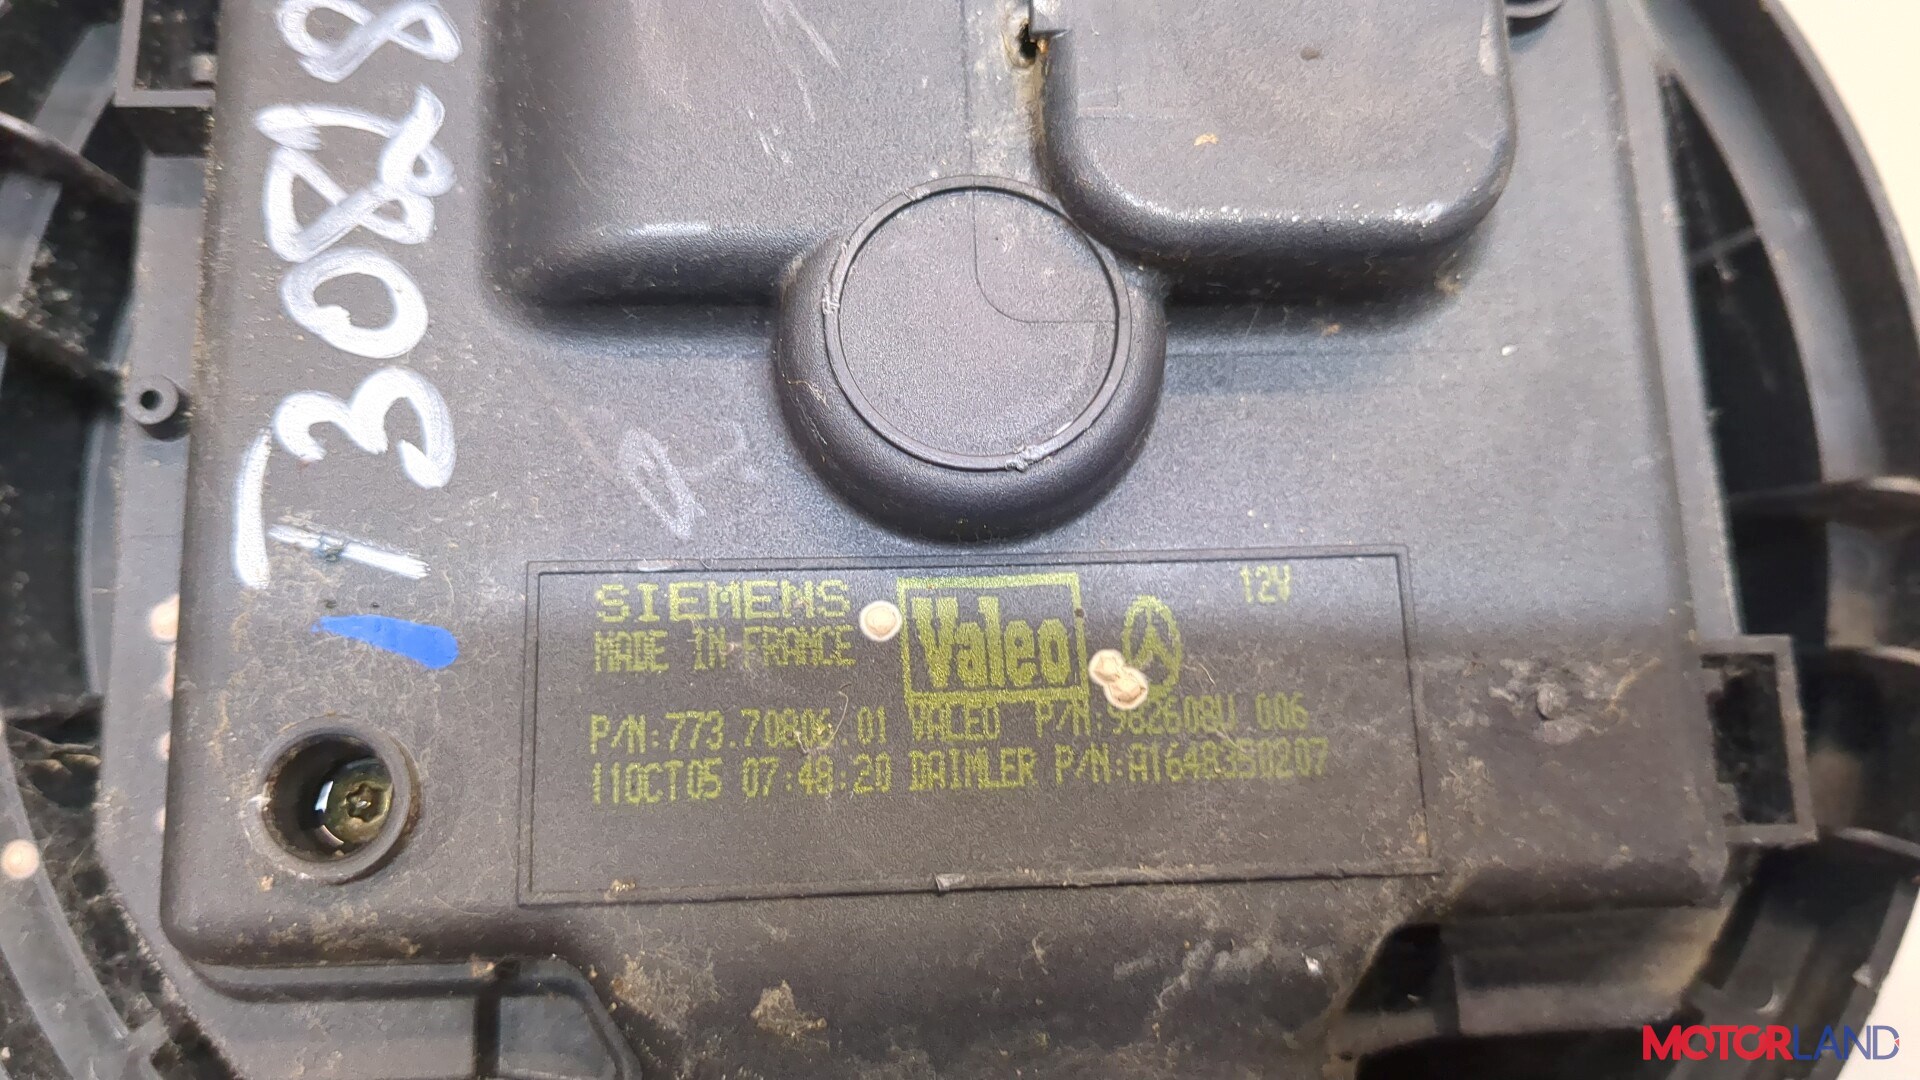 T30828
SIEMENS
MADE IN FRANCE
Valeo
12V
P/N:773.70806.01 VALEO P/N:982608U 006
11OCT05 07:48:20 DAIMLER P/N:A1648350207
MOTORLAND